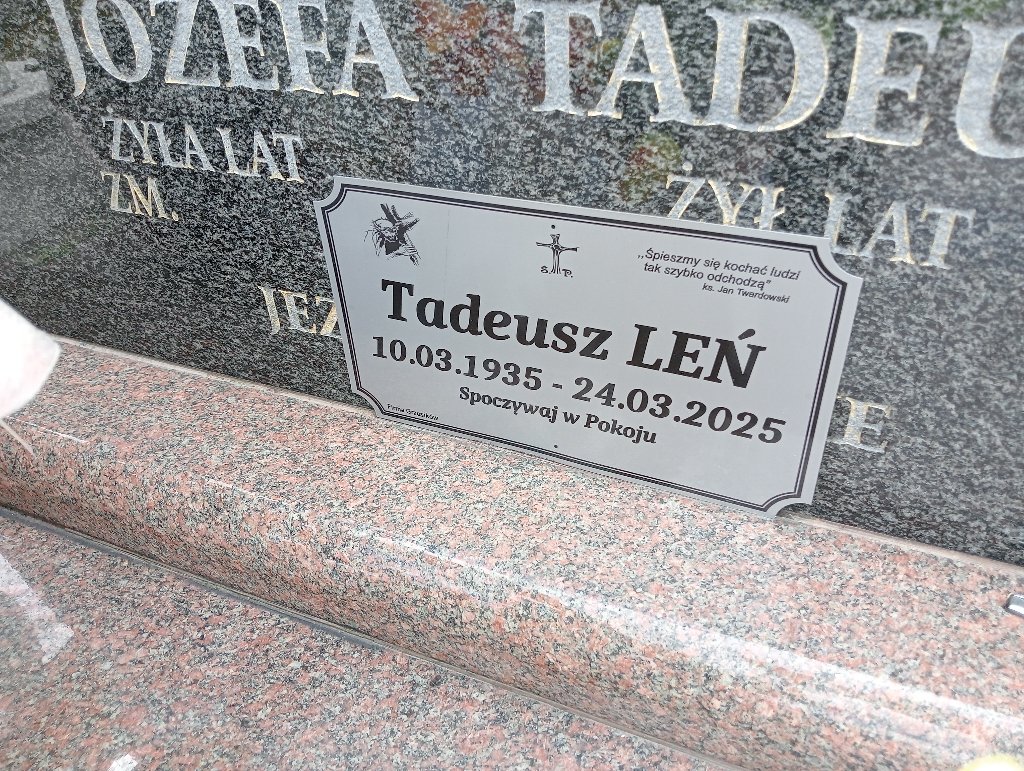 JÓZEFA TADEU
ŻYŁA LAT
ŻYŁ LAT
ZM.
JEZ
E
„Śpieszmy się kochać ludzi
tak szybko odchodzą"
ks. Jan Twardowski
S P.
Tadeusz LEŃ
10.03.1935 - 24.03.2025
Spoczywaj w Pokoju